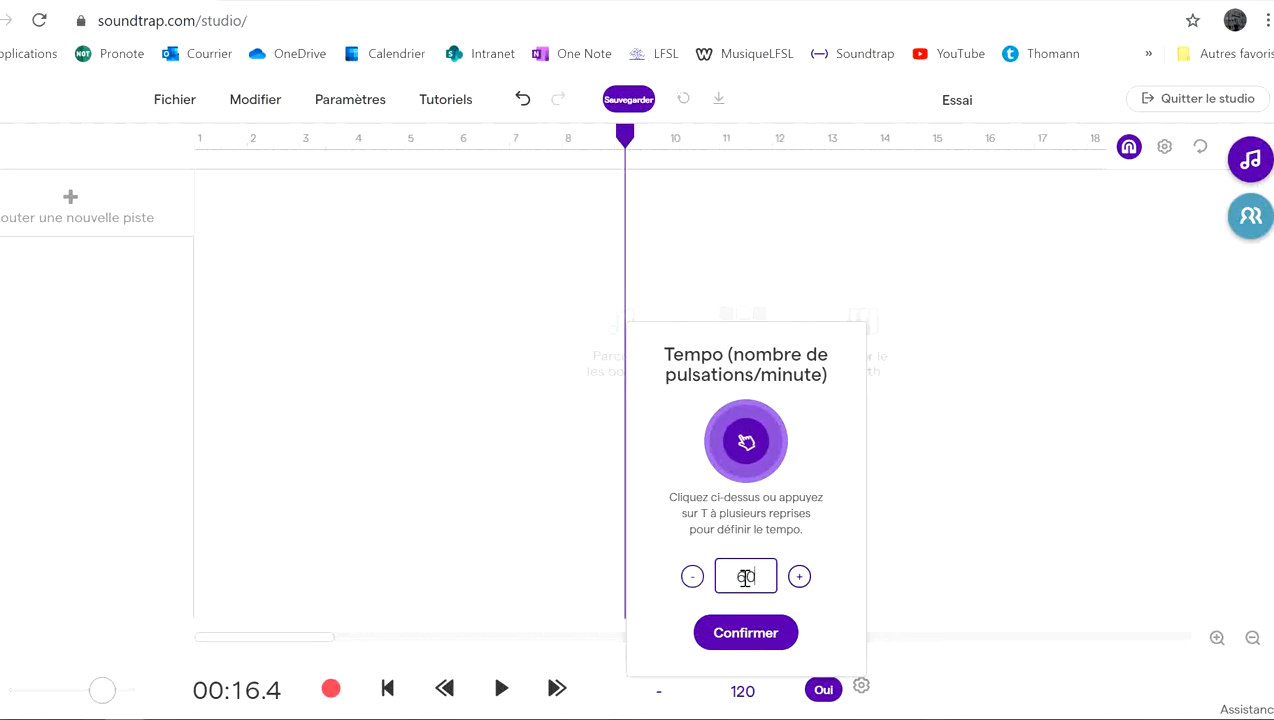 soundtrap.com/studio/
pplications Pronote Courrier OneDrive Calendrier Intranet One Note LFSL MusiqueLFSL Soundtrap YouTube Thomann » Autres favoris
Fichier Modifier Paramètres Tutoriels Sauvegarder Essai Quitter le studio
1 2 3 4 5 6 7 8 10 11 12 13 14 15 16 17 18
outer une nouvelle piste
Tempo (nombre de
pulsations/minute)
Cliquez ci-dessus ou appuyez
sur T à plusieurs reprises
pour définir le tempo.
- 60 +
Confirmer
00:16.4 - 120 Oui
Assistanc